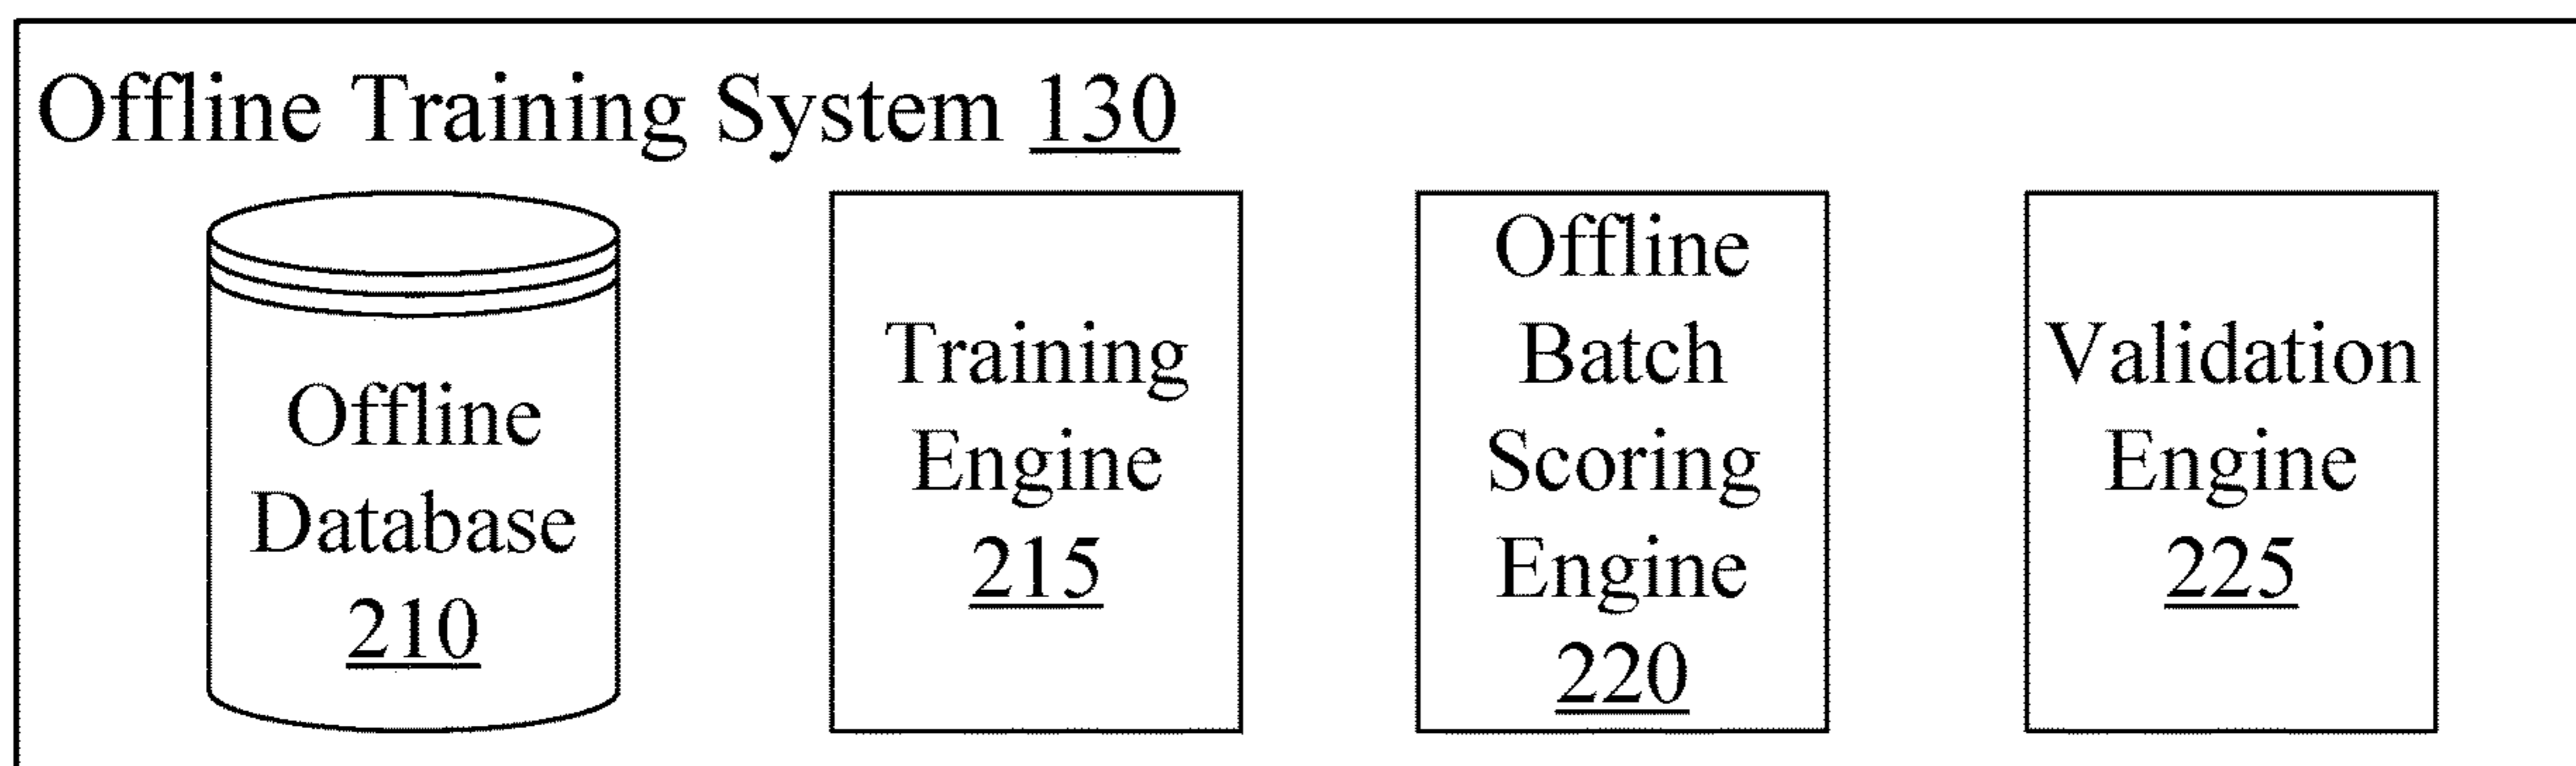 Offline Training System 130
Offline
Database
210
Training
Engine
215
Offline
Batch
Scoring
Engine
220
Validation
Engine
225